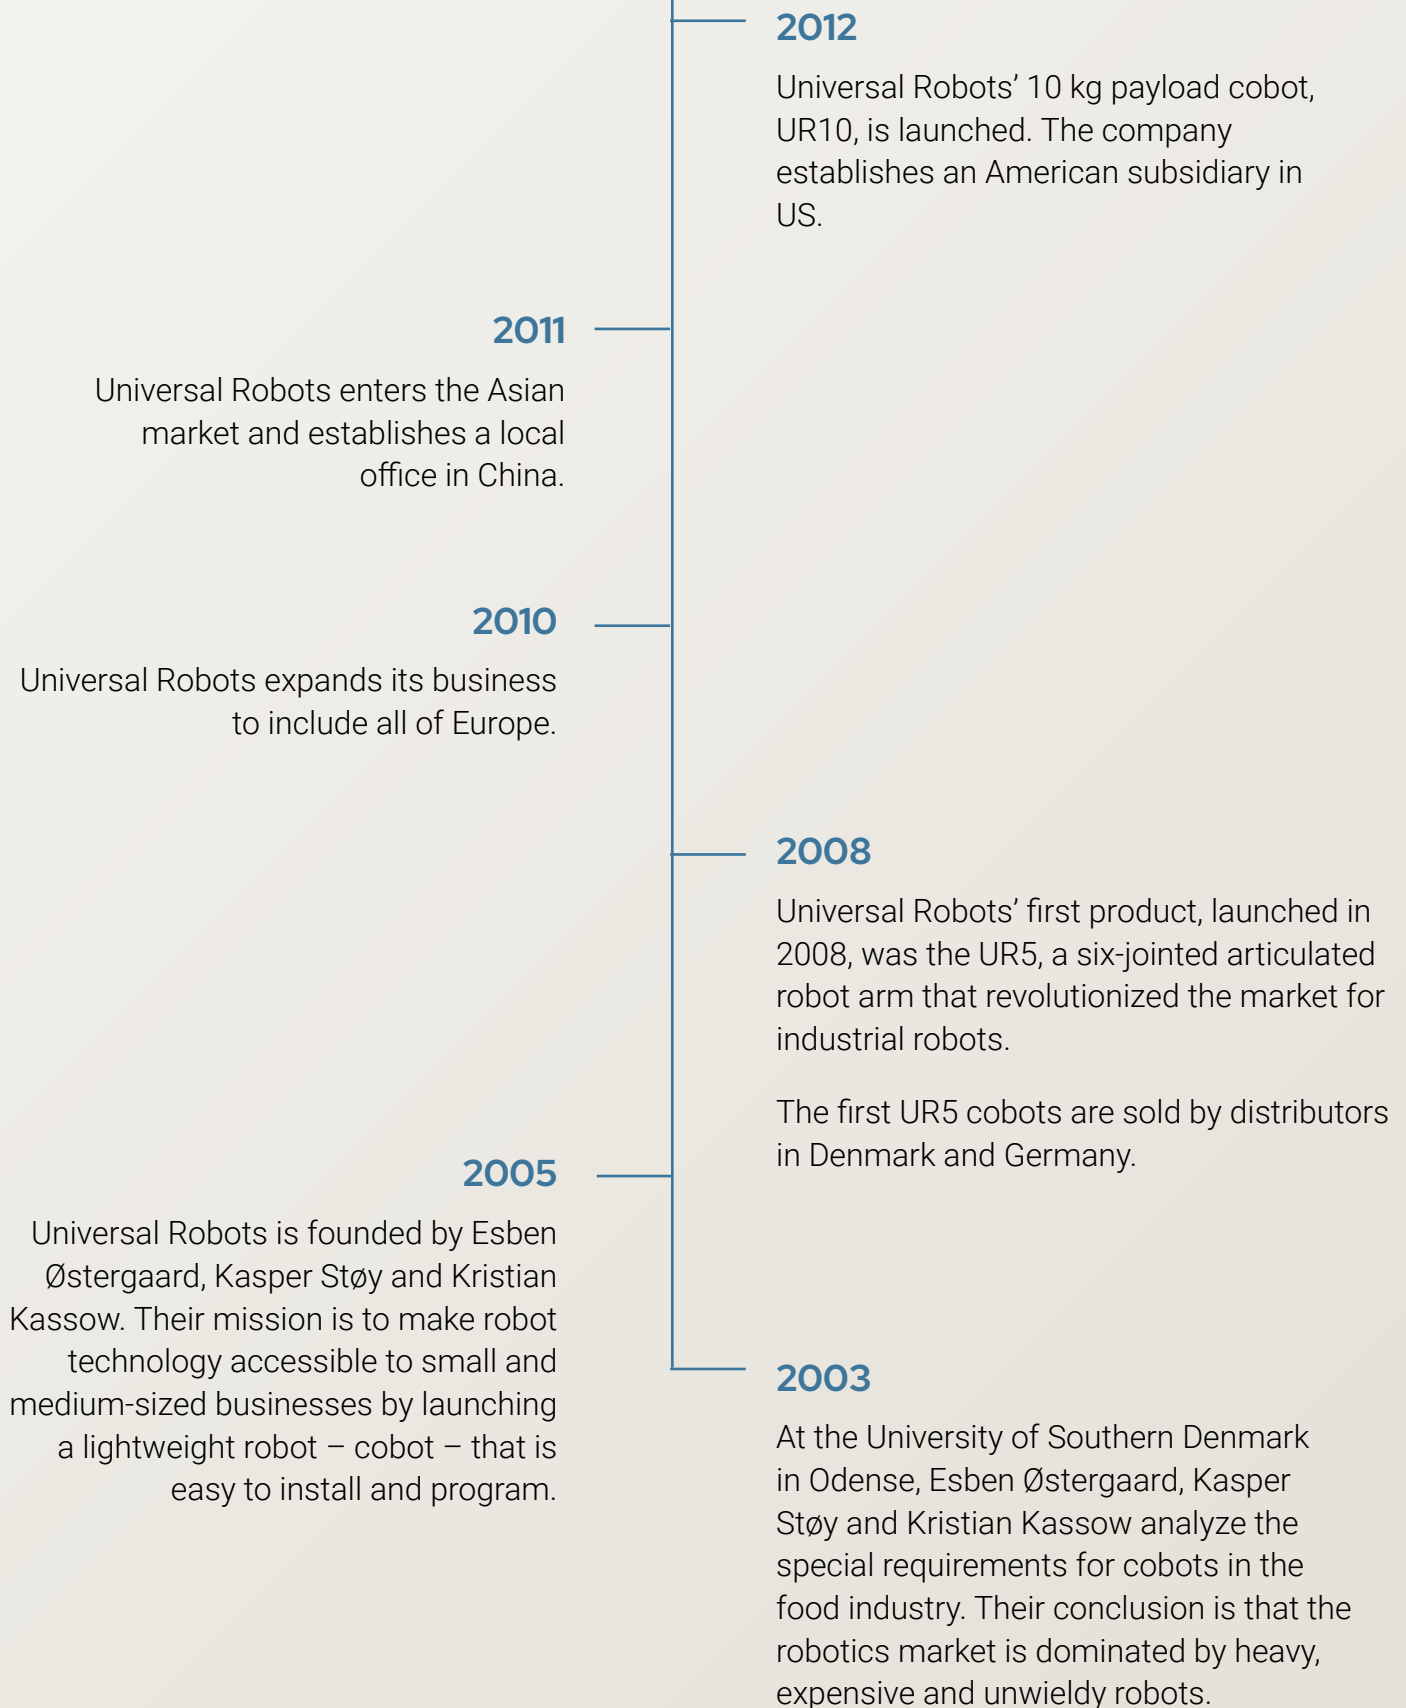 2012
Universal Robots’ 10 kg payload cobot,
UR10, is launched. The company
establishes an American subsidiary in
US.
2011
Universal Robots enters the Asian
market and establishes a local
office in China.
2010
Universal Robots expands its business
to include all of Europe.
2008
Universal Robots’ first product, launched in
2008, was the UR5, a six-jointed articulated
robot arm that revolutionized the market for
industrial robots.
The first UR5 cobots are sold by distributors
in Denmark and Germany.
2005
Universal Robots is founded by Esben
Østergaard, Kasper Støy and Kristian
Kassow. Their mission is to make robot
technology accessible to small and
medium-sized businesses by launching
a lightweight robot – cobot – that is
easy to install and program.
2003
At the University of Southern Denmark
in Odense, Esben Østergaard, Kasper
Støy and Kristian Kassow analyze the
special requirements for cobots in the
food industry. Their conclusion is that the
robotics market is dominated by heavy,
expensive and unwieldy robots.